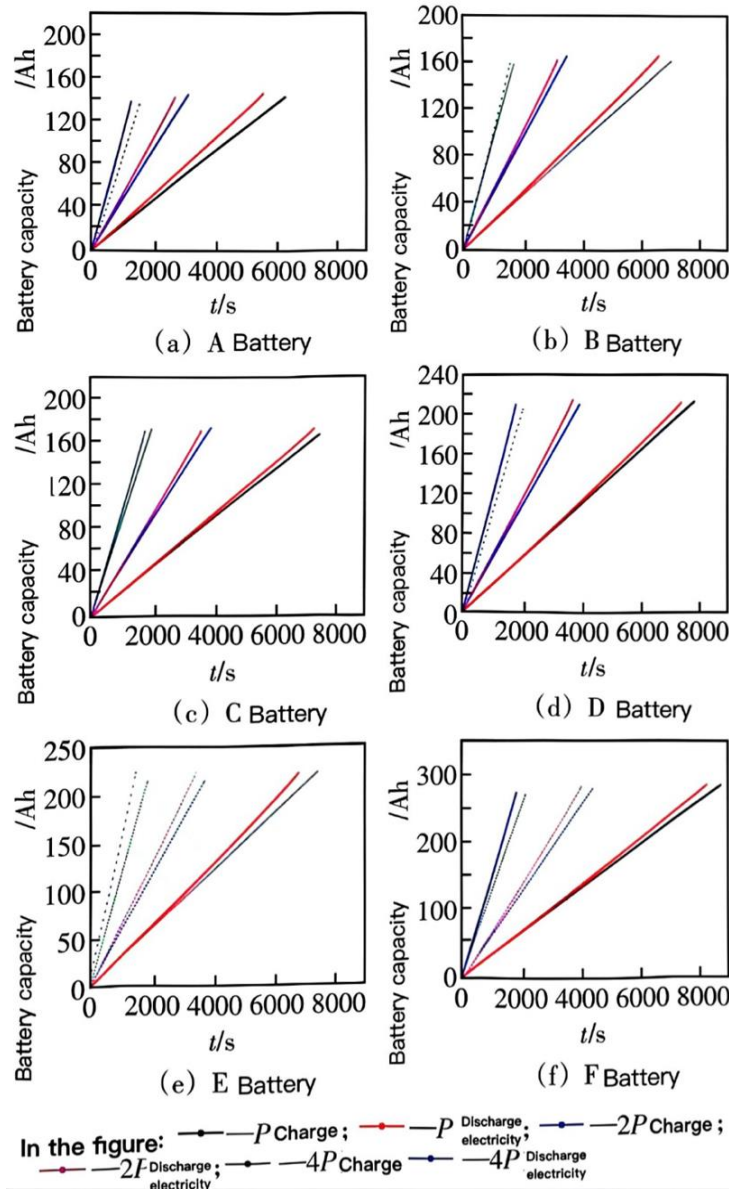 220
200
160
120
80
40
0
/Ah
Battery capacity
0 2000 4000 6000 8000
t/s
(a) A Battery
200
160
120
80
40
0
/Ah
Battery capacity
0 2000 4000 6000 8000
t/s
(b) B Battery
200
160
120
80
40
0
/Ah
Battery capacity
0 2000 4000 6000 8000
t/s
(c) C Battery
240
200
160
120
80
40
0
/Ah
Battery capacity
0 2000 4000 6000 8000
t/s
(d) D Battery
250
200
150
100
50
0
/Ah
Battery capacity
0 2000 4000 6000 8000
t/s
(e) E Battery
300
200
100
0
/Ah
Battery capacity
0 2000 4000 6000 8000
t/s
(f) F Battery
In the figure: —P Charge; —P Discharge electricity; —2P Charge;
—2P Discharge electricity; —4P Charge —4P Discharge electricity